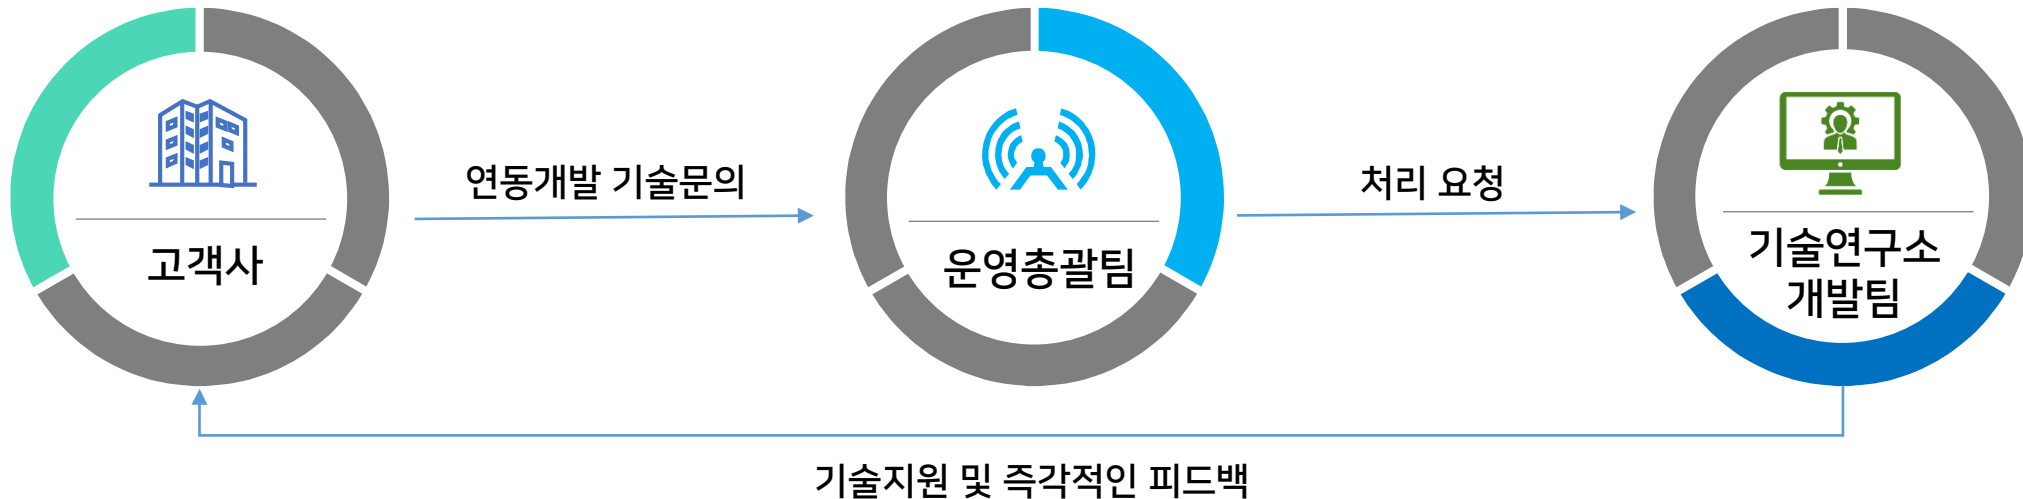 고객사
연동개발 기술문의
운영총괄팀
처리 요청
기술연구소
개발팀
기술지원 및 즉각적인 피드백